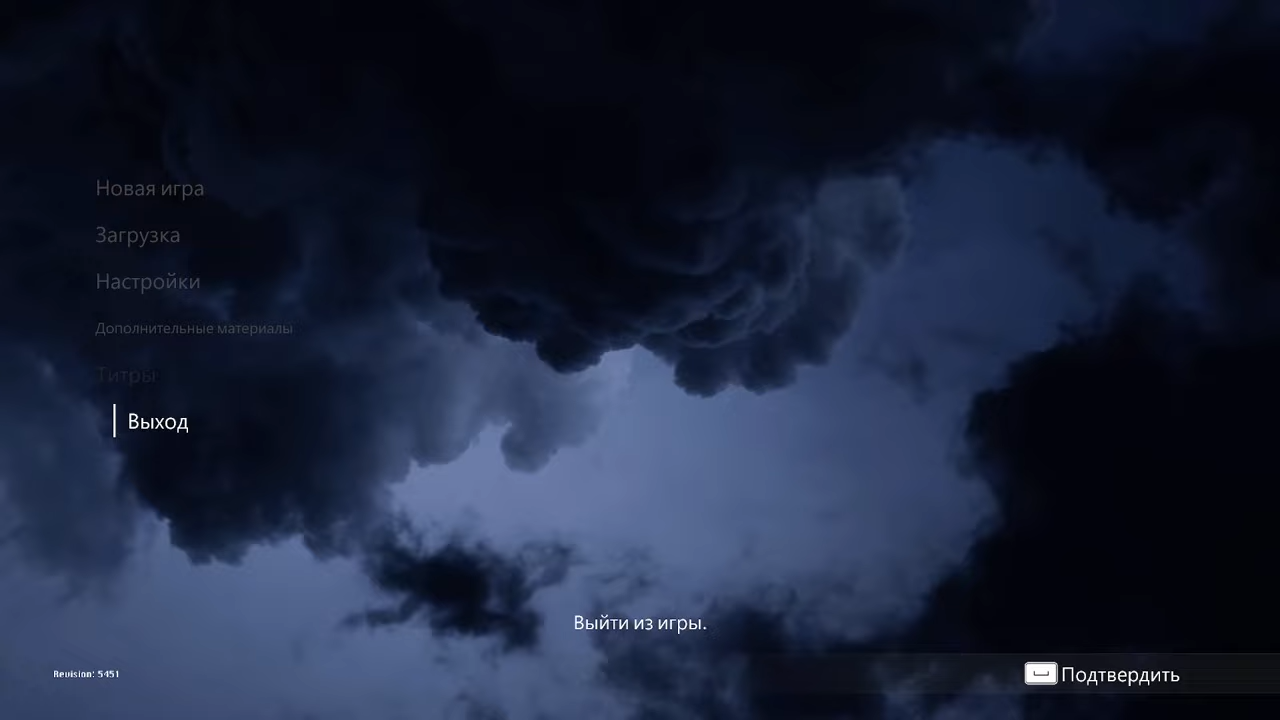 Новая игра
Загрузка
Настройки
Дополнительные материалы
Титры
Выход
Выйти из игры.
Revision: 5451
Подтвердить